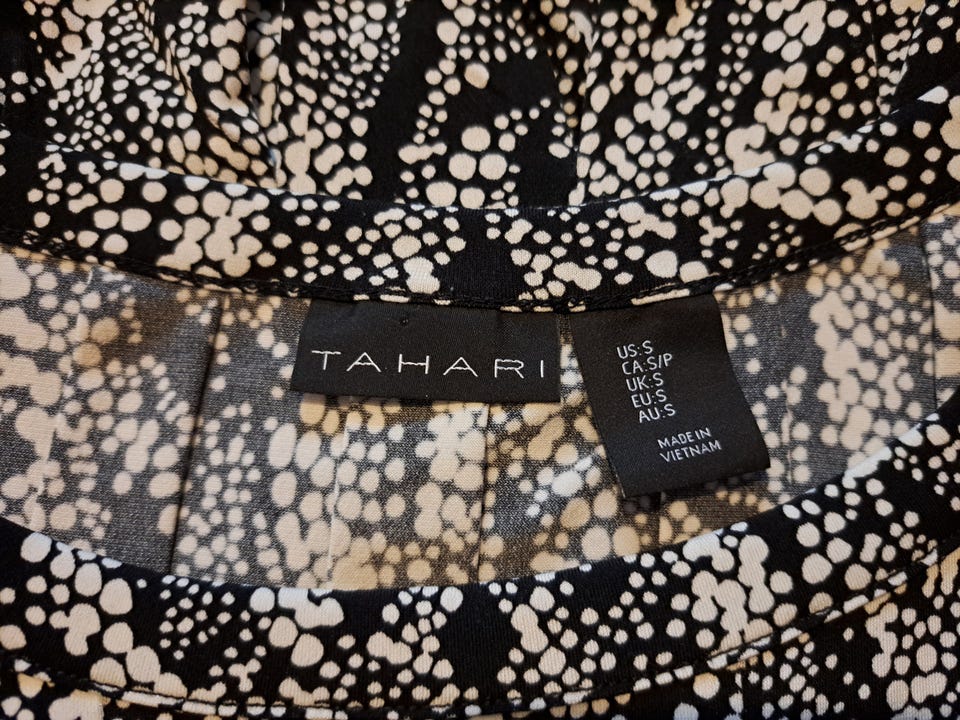 TAHARI
US:S
CA:S/P
UK:S
EU:S
AU:S
MADE IN
VIETNAM